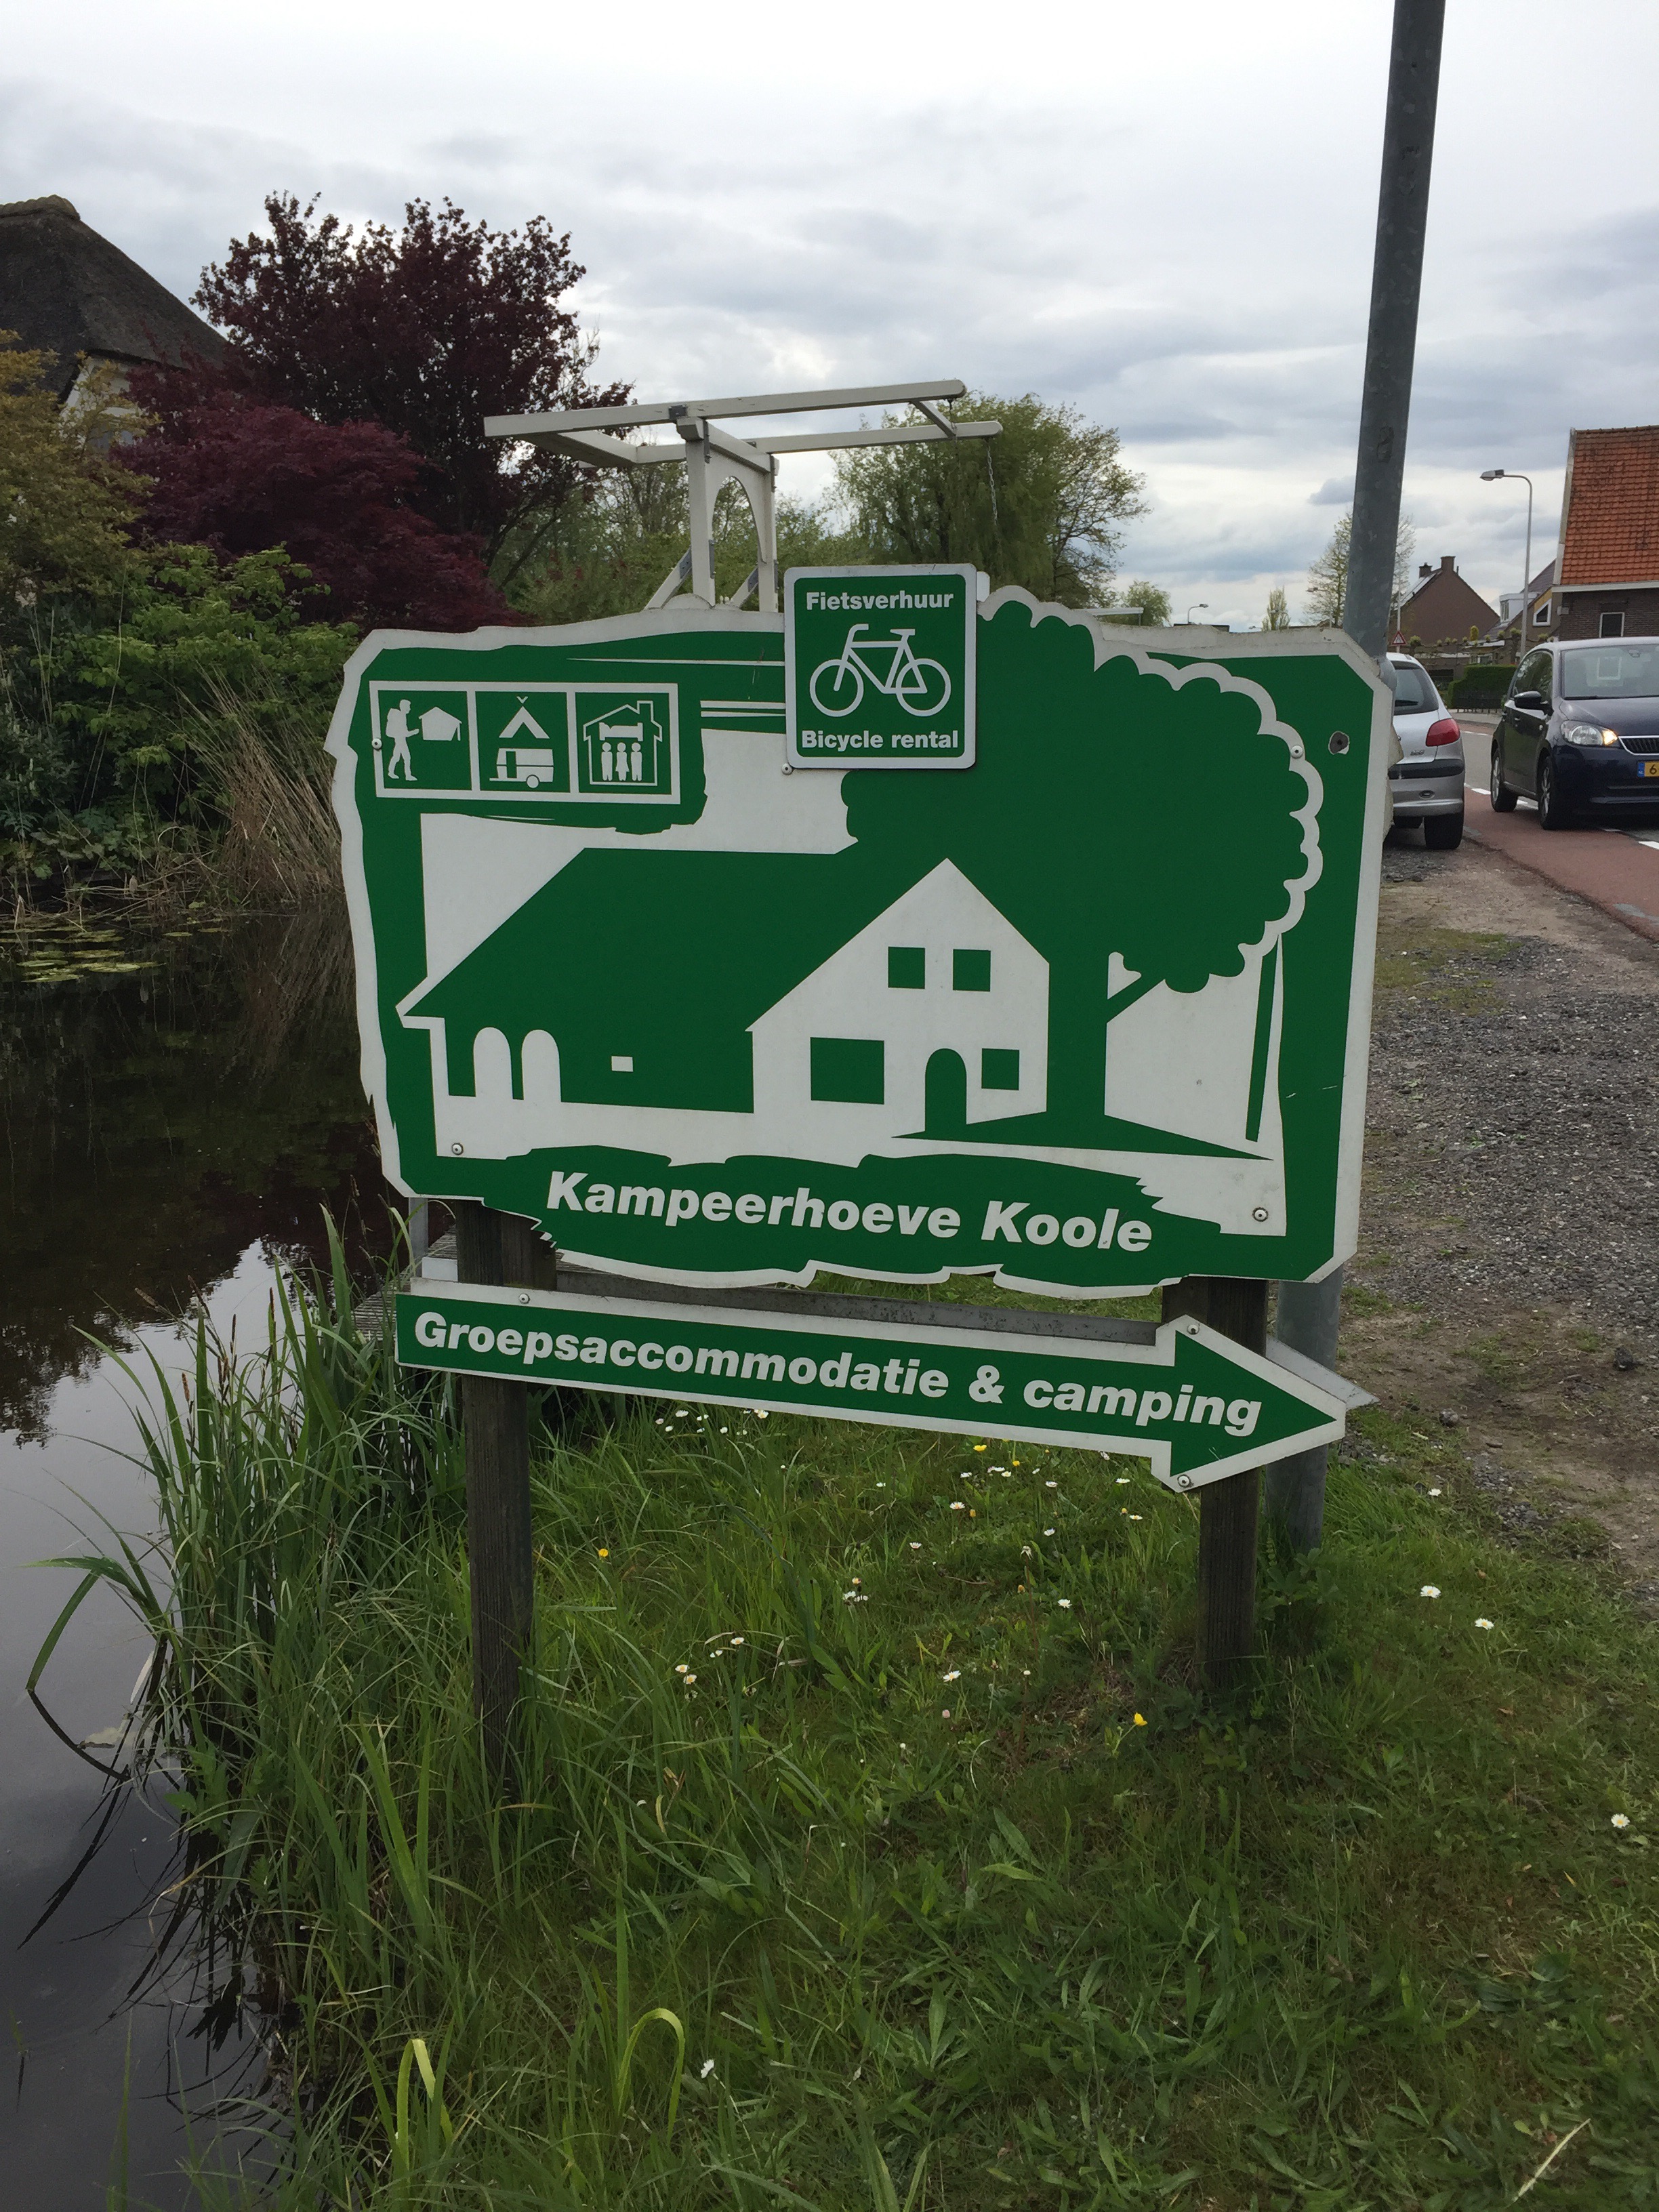 Fietsverhuur
Bicycle rental
Kampeerhoeve Koole
Groepsaccommodatie & camping